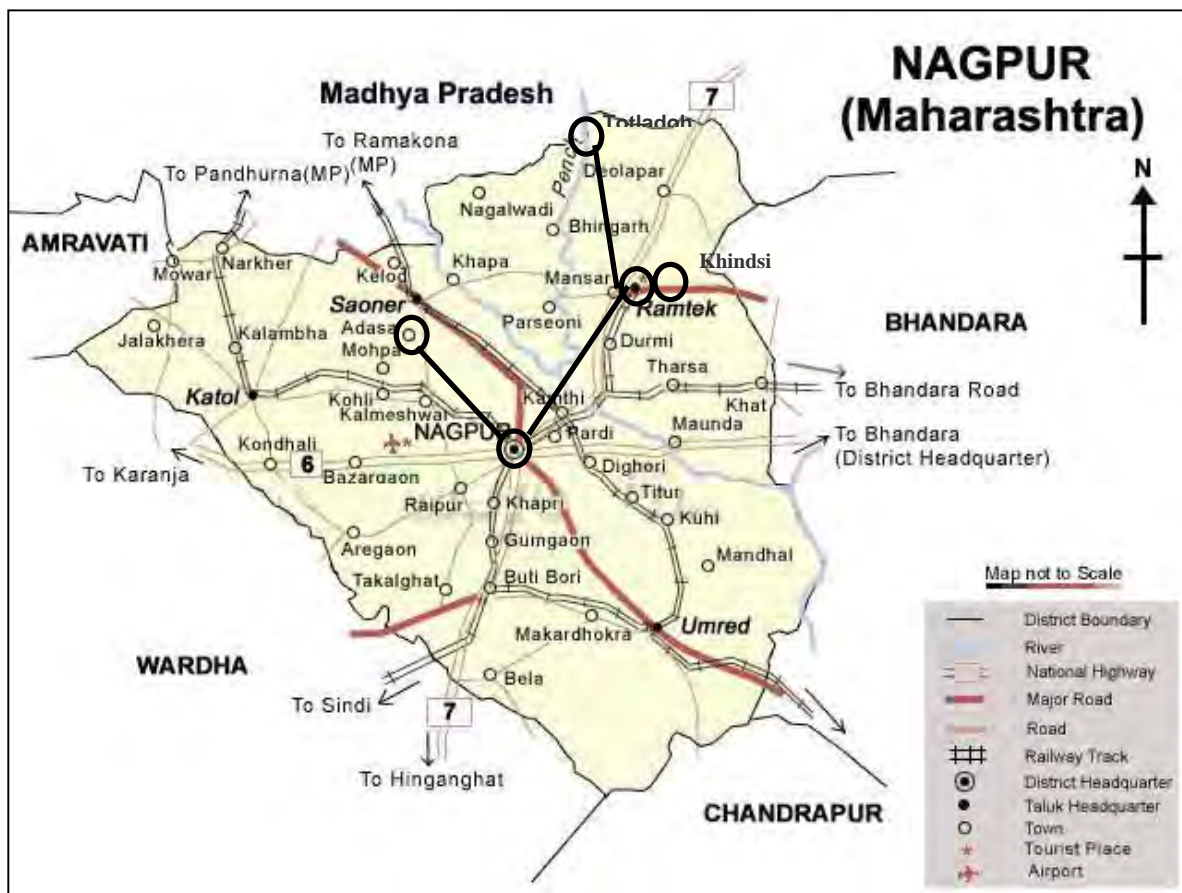 NAGPUR
(Maharashtra)
7
Madhya Pradesh
Totladoh
To Ramakona
(MP)
Pench
Deolapar
N
To Pandhurna(MP)
Nagalwadi
Bhingarh
AMRAVATI
Narkher
Mowar
Kelod
Khapa
Mansar
Khindsi
Saoner
Ramtek
Parseoni
BHANDARA
Jalakhera
Kalambha
Adasa
Durmi
Mohpa
Tharsa
To Bhandara Road
Katol
Kohli
Kamthi
Khat
Kalmeshwar
NAGPUR
Pardi
Maunda
Kondhali
To Bhandara
(District Headquarter)
To Karanja
6
Bazargaon
Dighori
Raipur
Khapri
Titur
Kuhi
Aregaon
Gumgaon
Mandhal
Takalghat
Buti Bori
Map not to Scale
Makardhokra
Umred
District Boundary
River
WARDHA
Bela
National Highway
To Sindi
7
Major Road
Road
Railway Track
To Hinganghat
District Headquarter
CHANDRAPUR
Taluk Headquarter
Town
Tourist Place
Airport